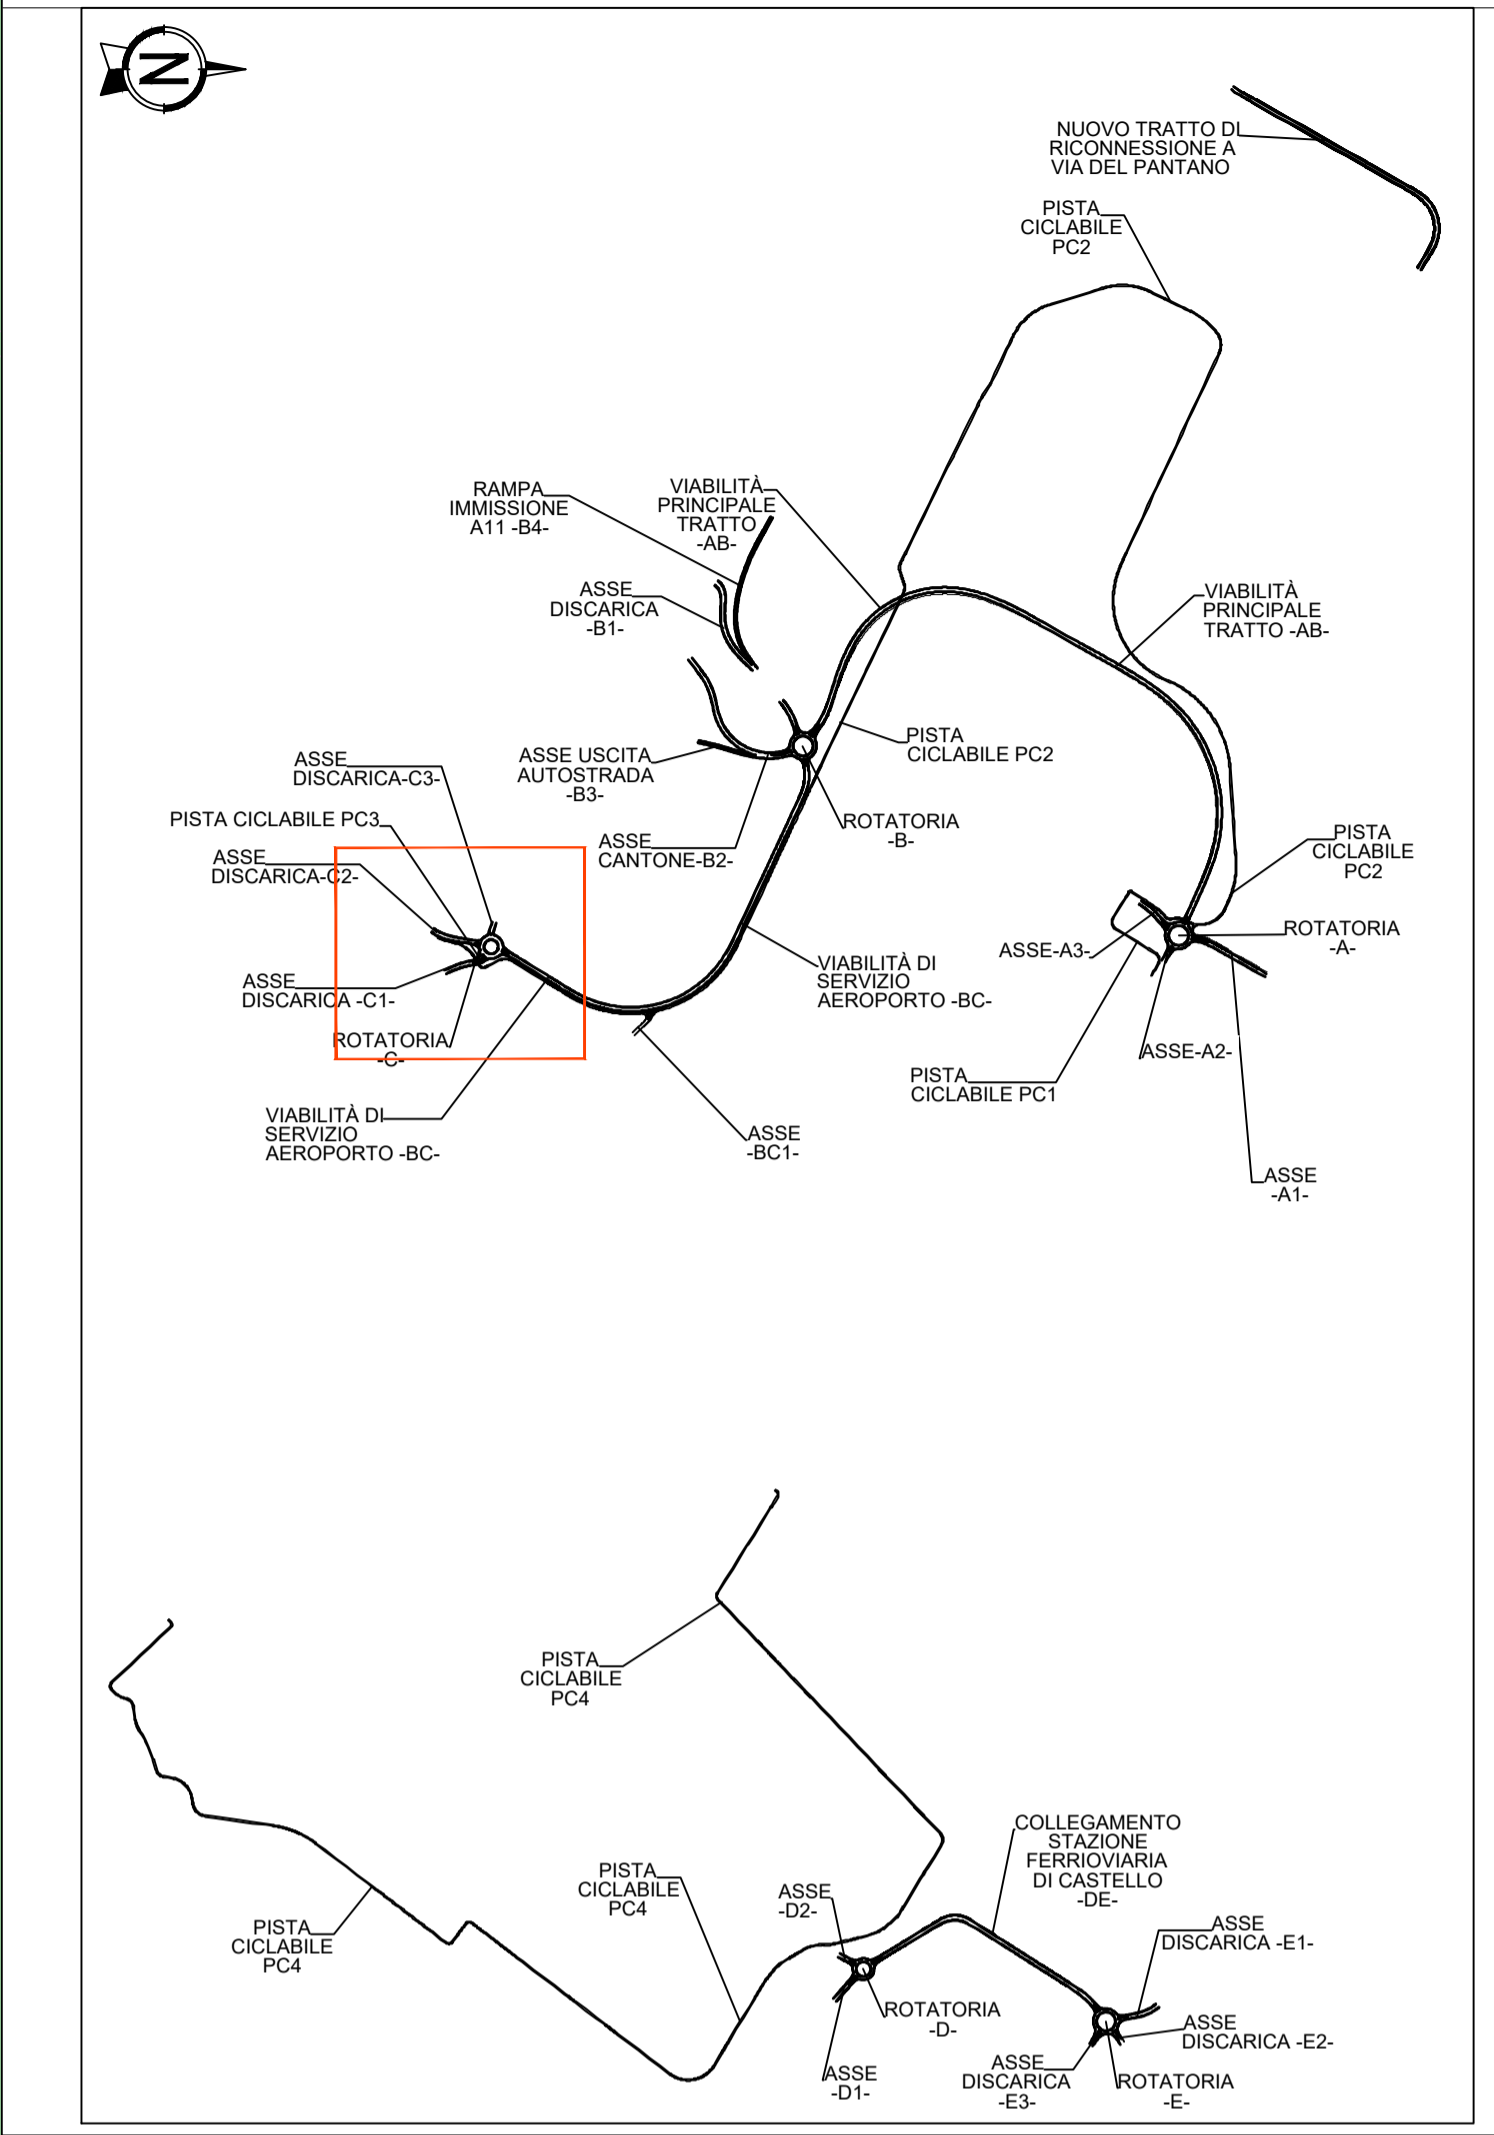 N
NUOVO TRATTO DI
RICONNESSIONE A
VIA DEL PANTANO
PISTA
CICLABILE
PC2
RAMPA
IMMISSIONE
A11 -B4-
VIABILITÀ
PRINCIPALE
TRATTO
-AB-
ASSE
DISCARICA
-B1-
VIABILITÀ
PRINCIPALE
TRATTO -AB-
ASSE USCITA
AUTOSTRADA
-B3-
PISTA
CICLABILE PC2
ASSE
DISCARICA-C3-
PISTA CICLABILE PC3
ASSE
DISCARICA-C2-
ASSE
CANTONE-B2-
ROTATORIA
-B-
PISTA
CICLABILE
PC2
ASSE-A3-
ROTATORIA
-A-
ASSE
DISCARICA -C1-
VIABILITÀ DI
SERVIZIO
AEROPORTO -BC-
ROTATORIA
-C-
ASSE-A2-
PISTA
CICLABILE PC1
VIABILITÀ DI
SERVIZIO
AEROPORTO -BC-
ASSE
-BC1-
ASSE
-A1-
PISTA
CICLABILE
PC4
COLLEGAMENTO
STAZIONE
FERRIOVIARIA
DI CASTELLO
-DE-
PISTA
CICLABILE
PC4
ASSE
-D2-
PISTA
CICLABILE
PC4
ASSE
DISCARICA -E1-
ROTATORIA
-D-
ASSE
DISCARICA -E2-
ASSE
DISCARICA
-E3-
ASSE
-D1-
ROTATORIA
-E-